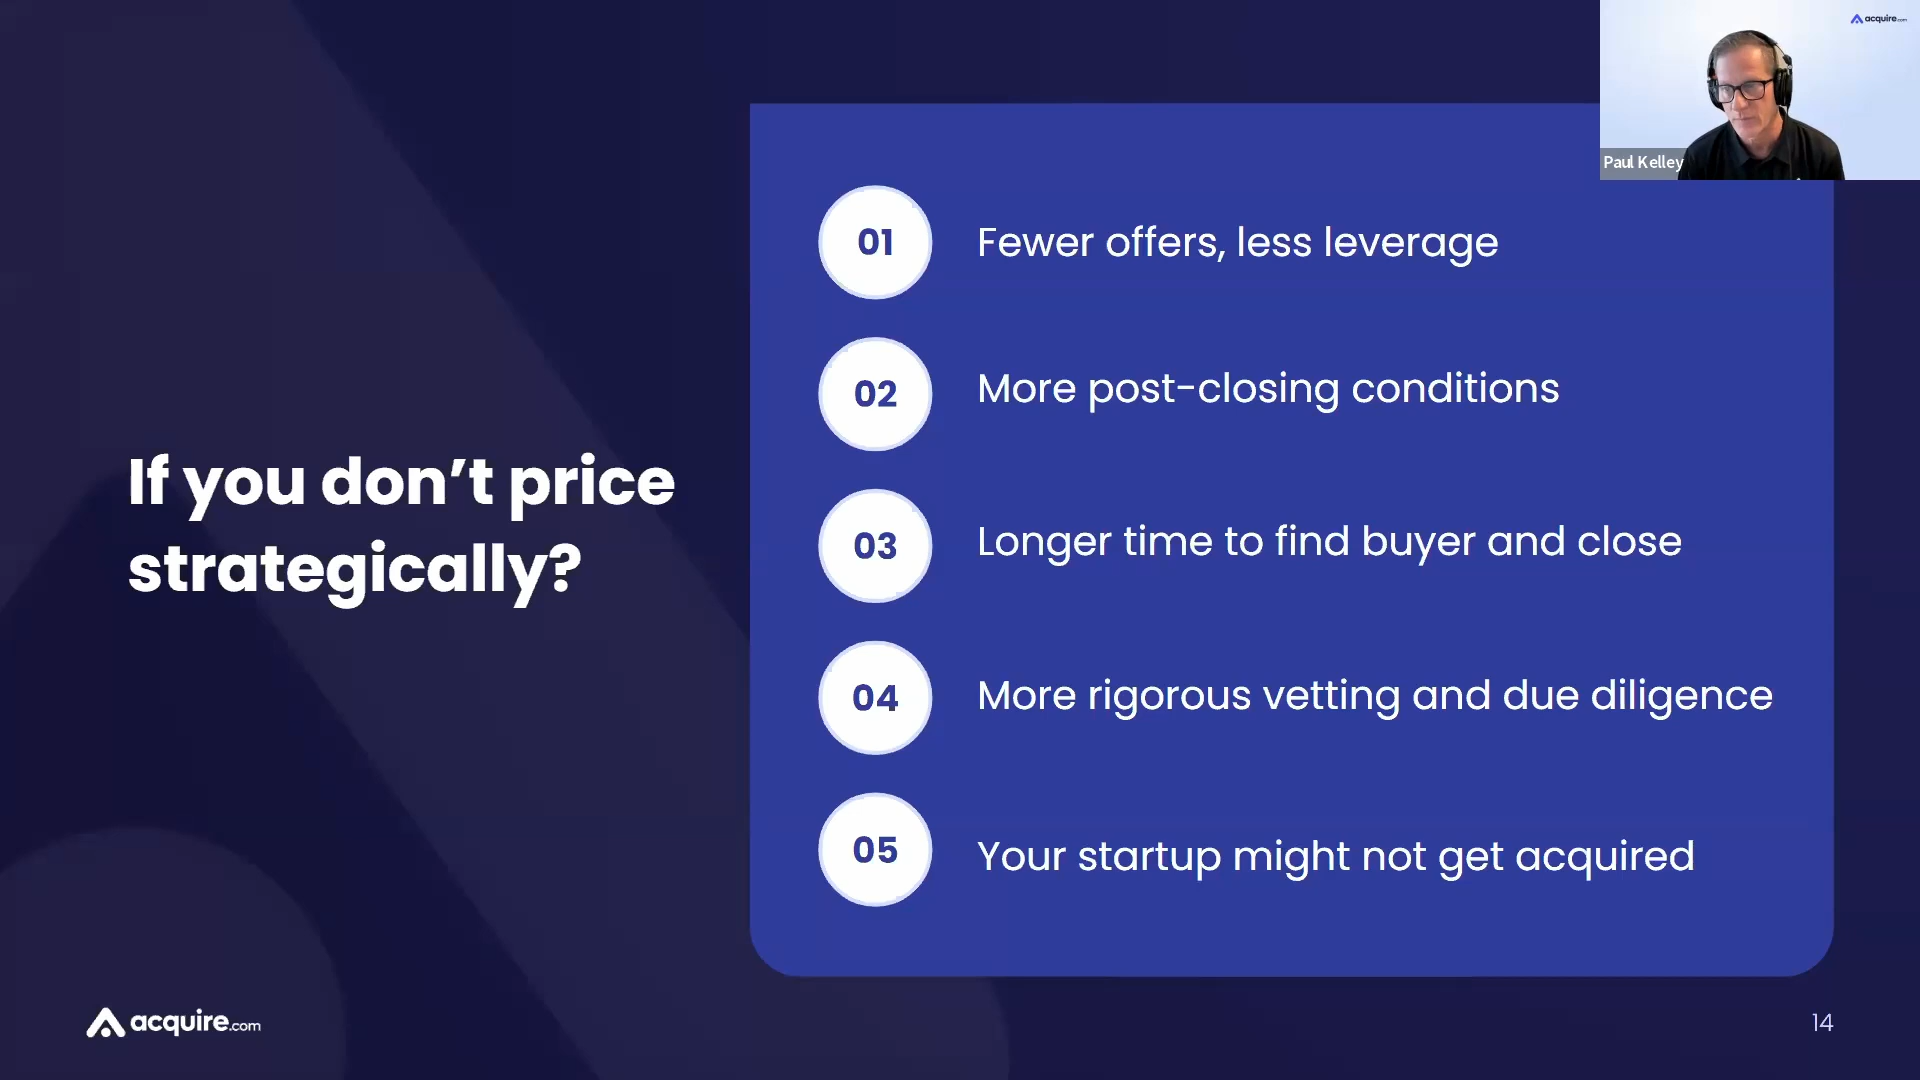 acquire.com
Paul Kelley
If you don’t price
strategically?
01
Fewer offers, less leverage
02
More post-closing conditions
03
Longer time to find buyer and close
04
More rigorous vetting and due diligence
05
Your startup might not get acquired
acquire.com
14